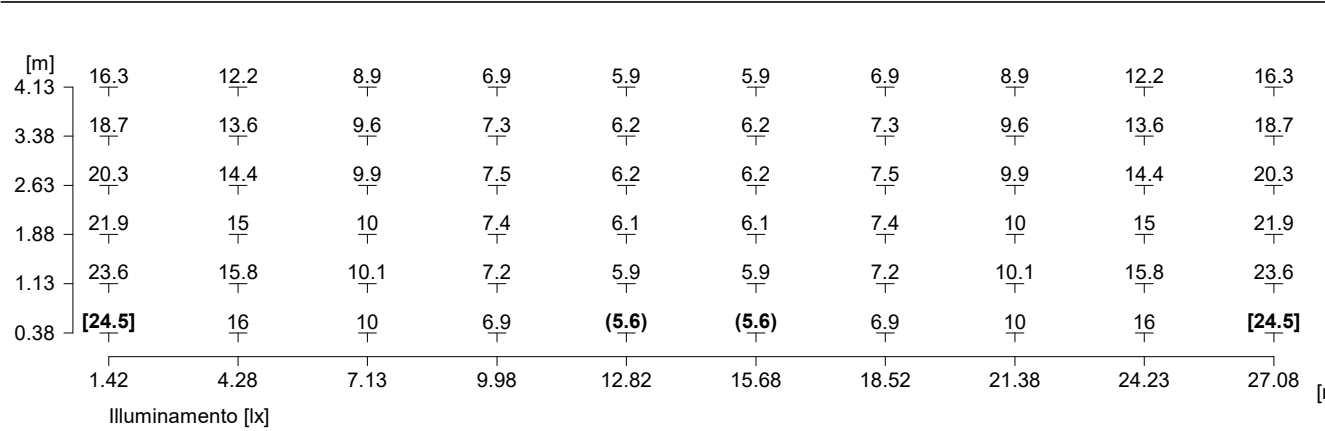 [m]
4.13 16.3 12.2 8.9 6.9 5.9 5.9 6.9 8.9 12.2 16.3
3.38 18.7 13.6 9.6 7.3 6.2 6.2 7.3 9.6 13.6 18.7
2.63 20.3 14.4 9.9 7.5 6.2 6.2 7.5 9.9 14.4 20.3
1.88 21.9 15 10 7.4 6.1 6.1 7.4 10 15 21.9
1.13 23.6 15.8 10.1 7.2 5.9 5.9 7.2 10.1 15.8 23.6
0.38 [24.5] 16 10 6.9 (5.6) (5.6) 6.9 10 16 [24.5]
1.42 4.28 7.13 9.98 12.82 15.68 18.52 21.38 24.23 27.08
Illuminamento [lx]